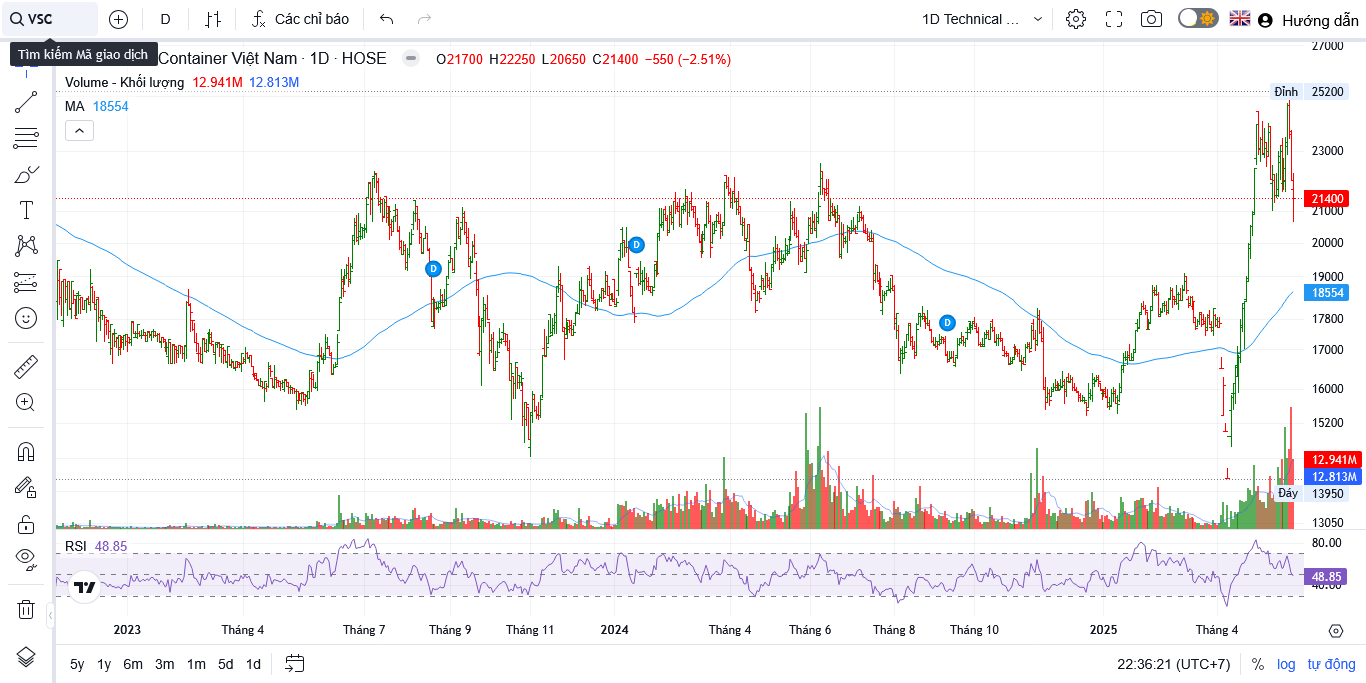 VSC
D
Các chỉ báo
1D Technical ...
Hướng dẫn
Tìm kiếm Mã giao dịch
Container Việt Nam · 1D · HOSE
O21700 H22250 L20650 C21400 −550 (−2.51%)
Volume - Khối lượng 12.941M 12.813M
MA 18554
27000
Đỉnh 25200
23000
21400
21000
20000
19000
18554
17800
17000
16000
15200
12.941M
12.813M
Đáy 13950
13050
D
D
D
RSI 48.85
80.00
48.85
40.00
2023 Tháng 4 Tháng 7 Tháng 9 Tháng 11 2024 Tháng 4 Tháng 6 Tháng 8 Tháng 10 2025 Tháng 4
5y 1y 6m 3m 1m 5d 1d
22:36:21 (UTC+7) % log tự động